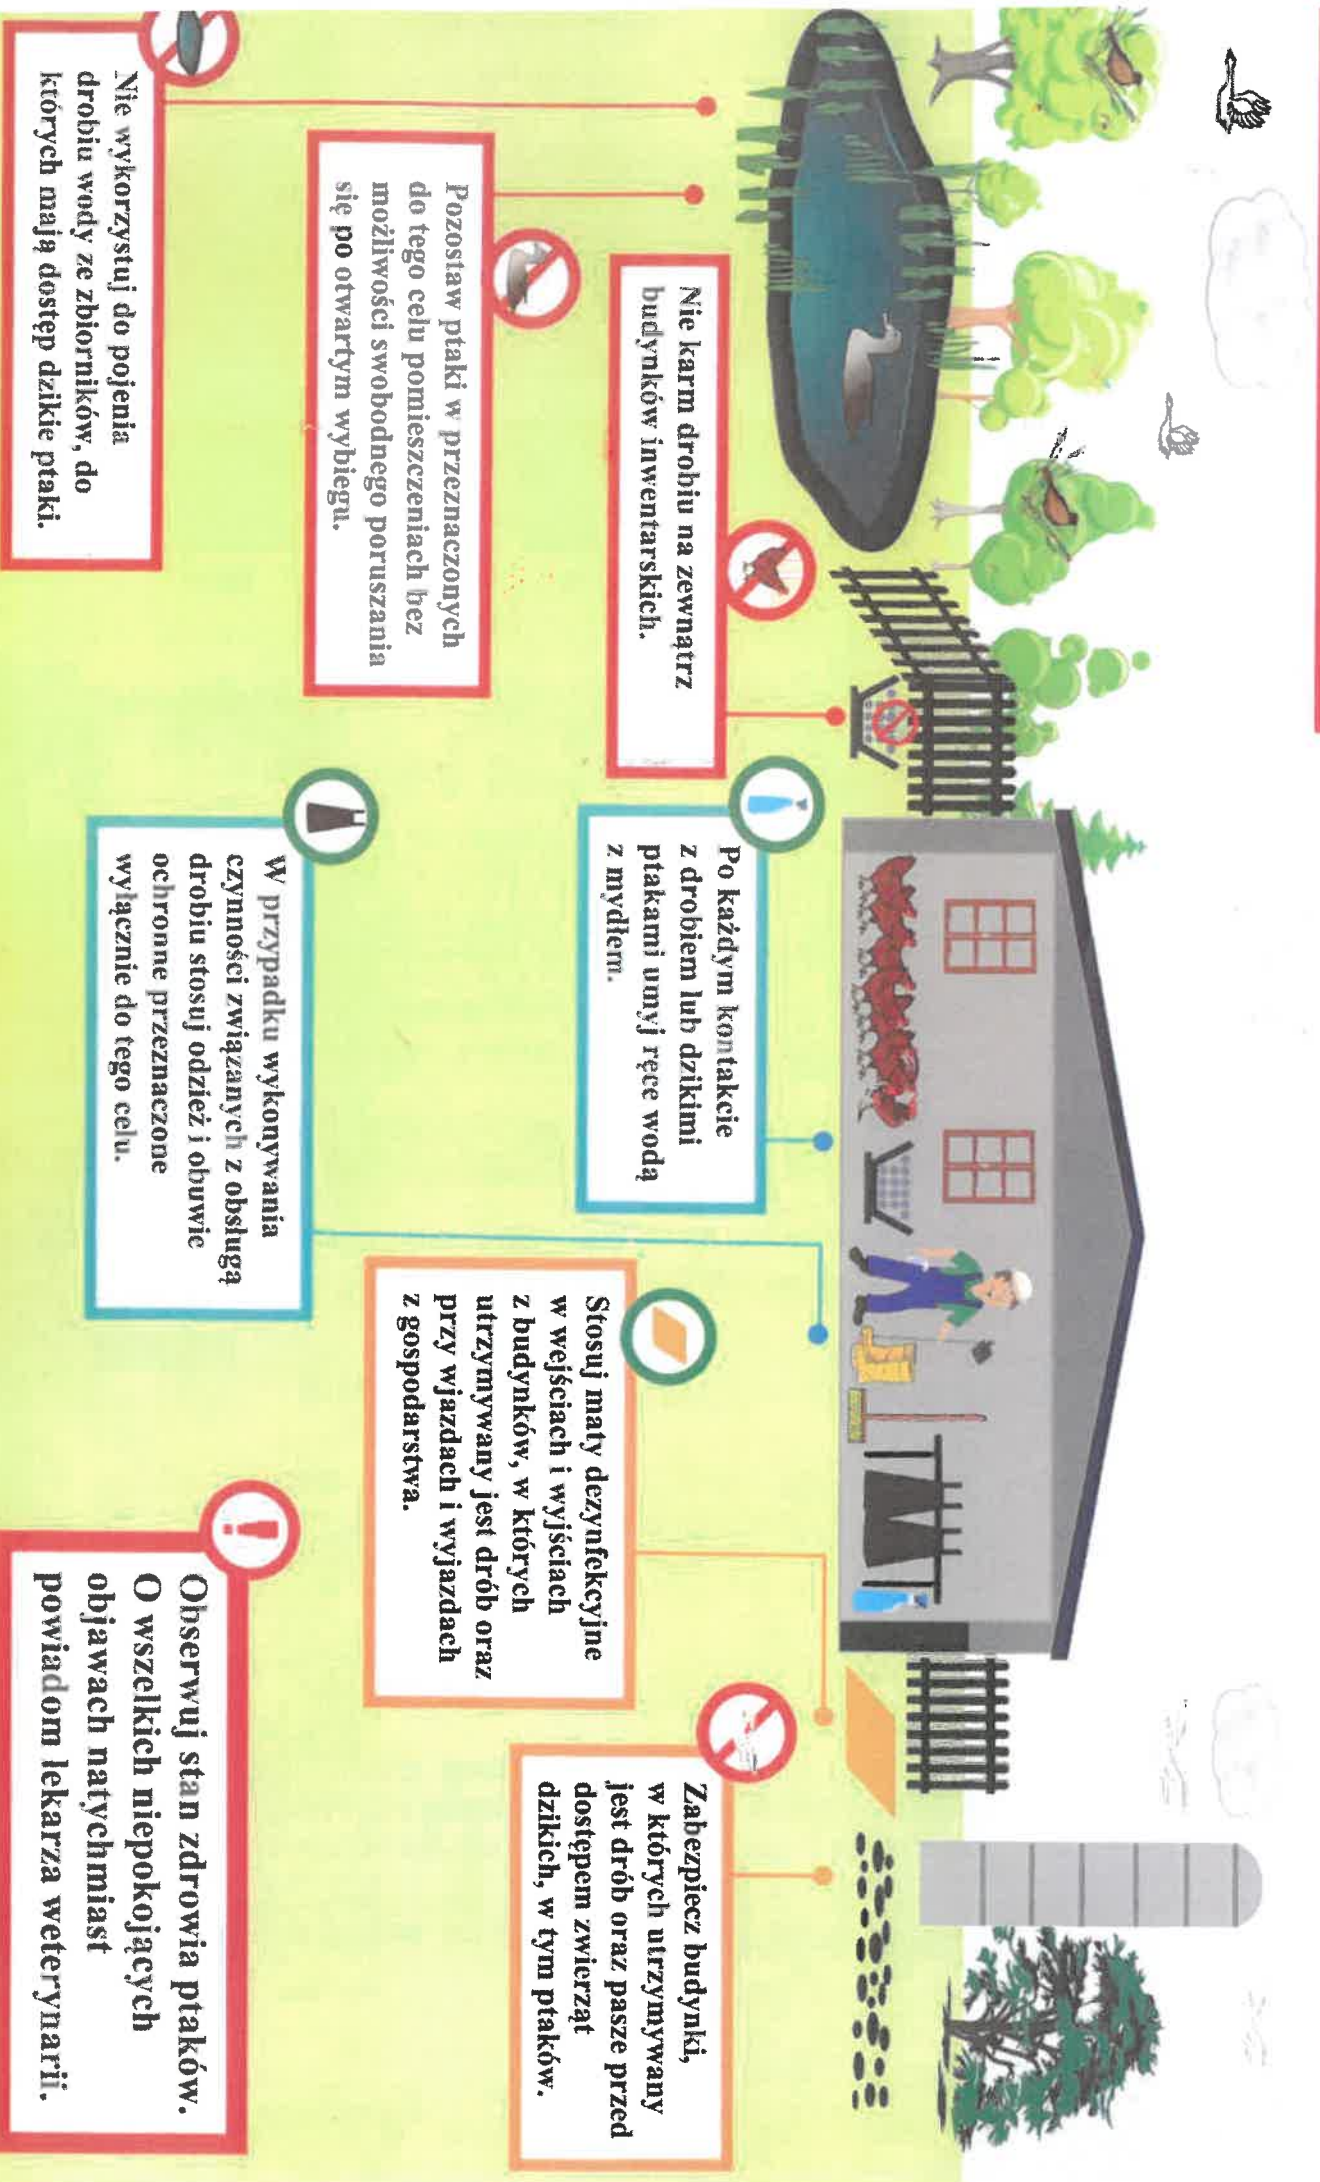 Nie karm drobiu na zewnątrz
budynków inwentarskich.
Pozostaw ptaki w przeznaczonych
do tego celu pomieszczeniach bez
możliwości swobodnego poruszania
się po otwartym wybiegu.
Nie wykorzystuj do pojenia
drobiu wody ze zbiorników, do
których mają dostęp dzikie ptaki.
Po każdym kontakcie
z drobiem lub dzikimi
ptakami umyj ręce wodą
z mydłem.
W przypadku wykonywania
czynności związanych z obsługą
drobiu stosuj odzież i obuwie
ochronne przeznaczone
wyłącznie do tego celu.
Stosuj maty dezynfekcyjne
w wejściach i wyjściach
z budynków, w których
utrzymywany jest drób oraz
przy wjazdach i wyjazdach
z gospodarstwa.
Zabezpiecz budynki,
w których utrzymywany
jest drób oraz pasze przed
dostępem zwierząt
dzikich, w tym ptaków.
Obserwuj stan zdrowia ptaków.
O wszelkich niepokojących
objawach natychmiast
powiadom lekarza weterynarii.